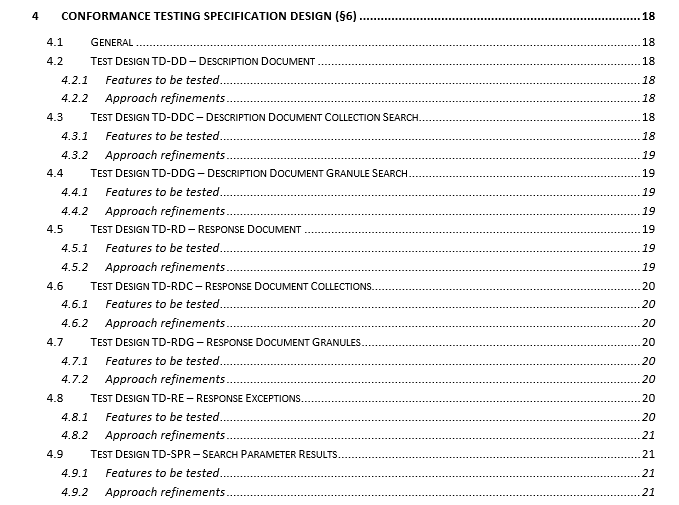 4 CONFORMANCE TESTING SPECIFICATION DESIGN (§6) 18
4.1 GENERAL 18
4.2 TEST DESIGN TD-DD – DESCRIPTION DOCUMENT 18
4.2.1 Features to be tested 18
4.2.2 Approach refinements 18
4.3 TEST DESIGN TD-DDC – DESCRIPTION DOCUMENT COLLECTION SEARCH 18
4.3.1 Features to be tested 18
4.3.2 Approach refinements 19
4.4 TEST DESIGN TD-DDG – DESCRIPTION DOCUMENT GRANULE SEARCH 19
4.4.1 Features to be tested 19
4.4.2 Approach refinements 19
4.5 TEST DESIGN TD-RD – RESPONSE DOCUMENT 19
4.5.1 Features to be tested 19
4.5.2 Approach refinements 19
4.6 TEST DESIGN TD-RDC – RESPONSE DOCUMENT COLLECTIONS 20
4.6.1 Features to be tested 20
4.6.2 Approach refinements 20
4.7 TEST DESIGN TD-RDG – RESPONSE DOCUMENT GRANULES 20
4.7.1 Features to be tested 20
4.7.2 Approach refinements 20
4.8 TEST DESIGN TD-RE – RESPONSE EXCEPTIONS 20
4.8.1 Features to be tested 20
4.8.2 Approach refinements 21
4.9 TEST DESIGN TD-SPR – SEARCH PARAMETER RESULTS 21
4.9.1 Features to be tested 21
4.9.2 Approach refinements 21